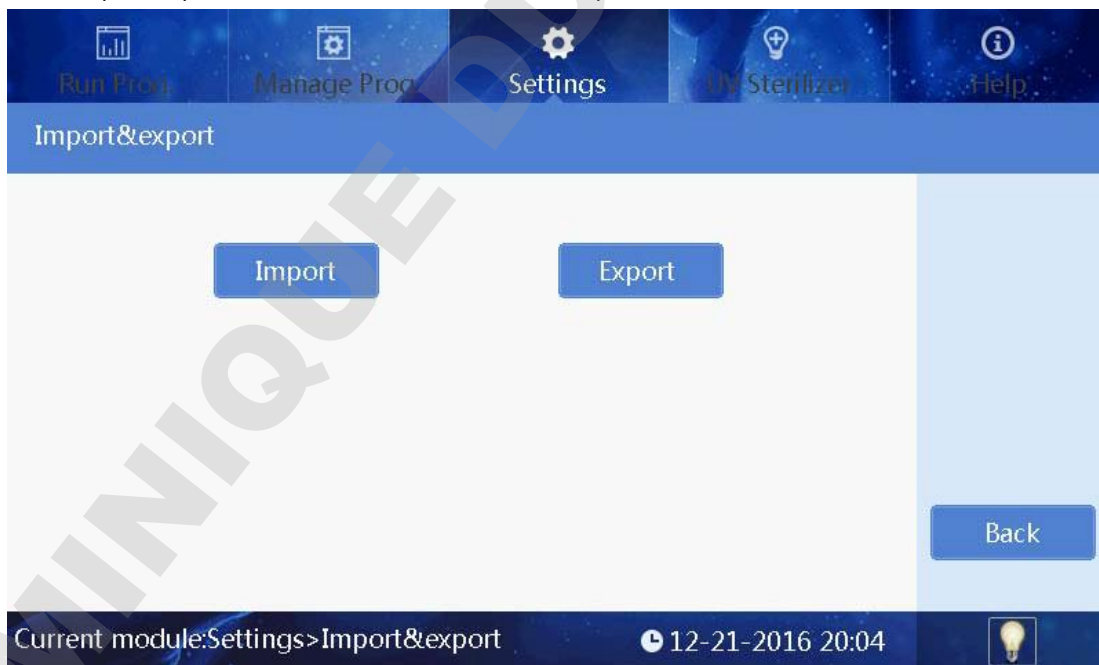 Run Prog
Manage Prog
Settings
UV Sterilizer
Help
Import&export
Import
Export
Back
Current module:Settings>Import&export
12-21-2016 20:04